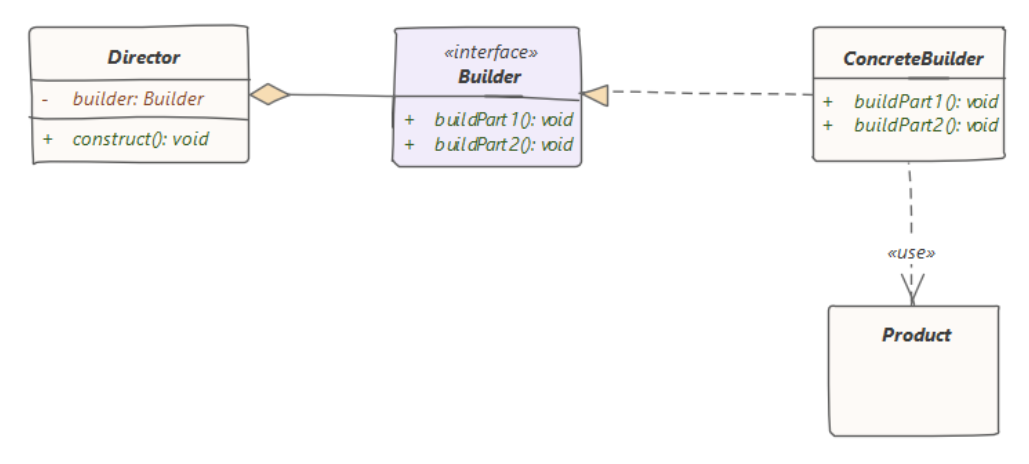 Director
- builder: Builder
+ construct(): void
«interface»
Builder
+ buildPart1(): void
+ buildPart2(): void
ConcreteBuilder
+ buildPart1(): void
+ buildPart2(): void
«use»
Product